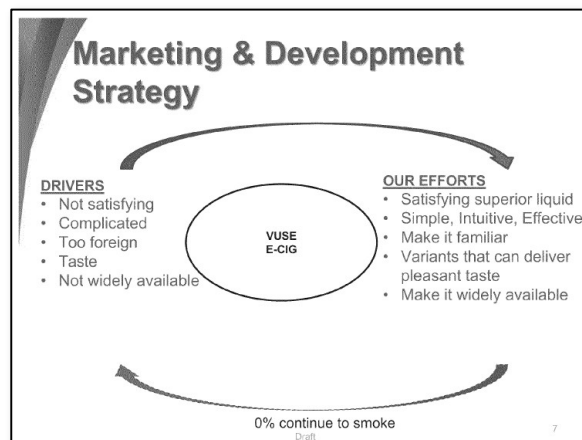 Marketing & Development
Strategy
DRIVERS
• Not satisfying
• Complicated
• Too foreign
• Taste
• Not widely available
VUSE
E-CIG
OUR EFFORTS
• Satisfying superior liquid
• Simple, Intuitive, Effective
• Make it familiar
• Variants that can deliver
pleasant taste
• Make it widely available
0% continue to smoke
Draft
7